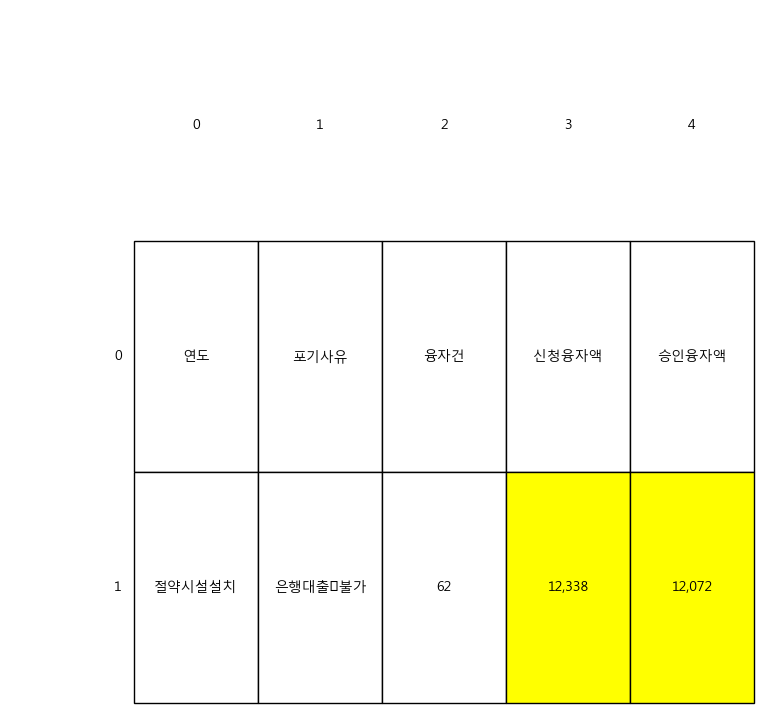 0 1 2 3 4
0 연도 포기사유 융자건 신청융자액 승인융자액
1 절약시설설치 은행대출▯불가 62 12,338 12,072